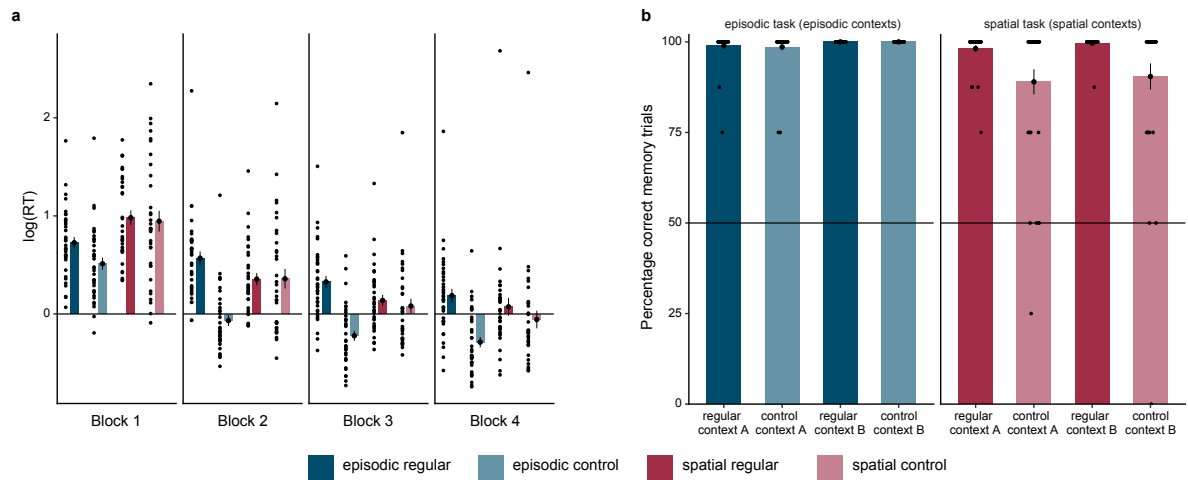 a
log(RT)
2
1
0
Block 1
Block 2
Block 3
Block 4
b
episodic task (episodic contexts)
spatial task (spatial contexts)
Percentage correct memory trials
100
75
50
25
0
regular
context A
control
context A
regular
context B
control
context B
regular
context A
control
context A
regular
context B
control
context B
episodic regular
episodic control
spatial regular
spatial control